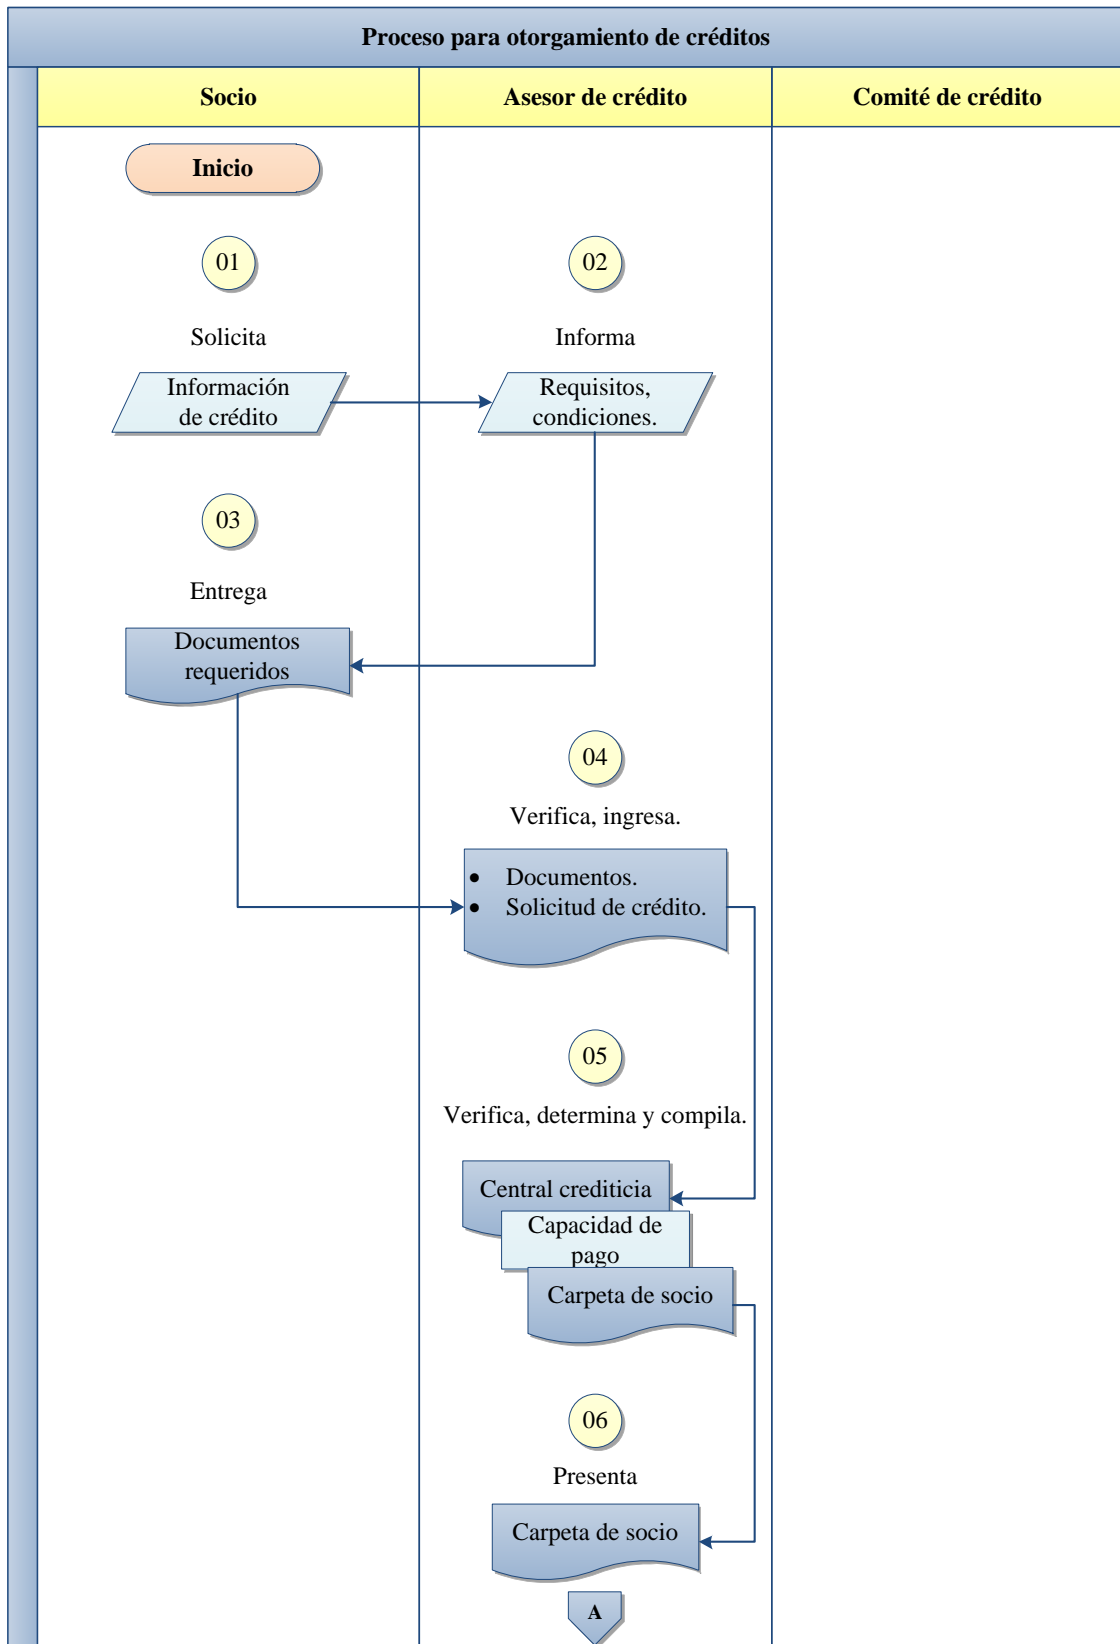 Proceso para otorgamiento de créditos
Socio
Asesor de crédito
Comité de crédito
Inicio
01
02
Solicita
Informa
Información
de crédito
Requisitos,
condiciones.
03
Entrega
Documentos
requeridos
04
Verifica, ingresa.
• Documentos.
• Solicitud de crédito.
05
Verifica, determina y compila.
Central crediticia
Capacidad de
pago
Carpeta de socio
06
Presenta
Carpeta de socio
A